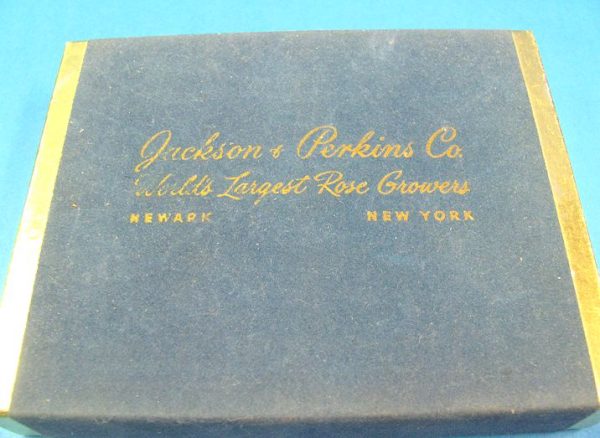 Jackson & Perkins Co.
World's Largest Rose Growers
NEWARK NEW YORK